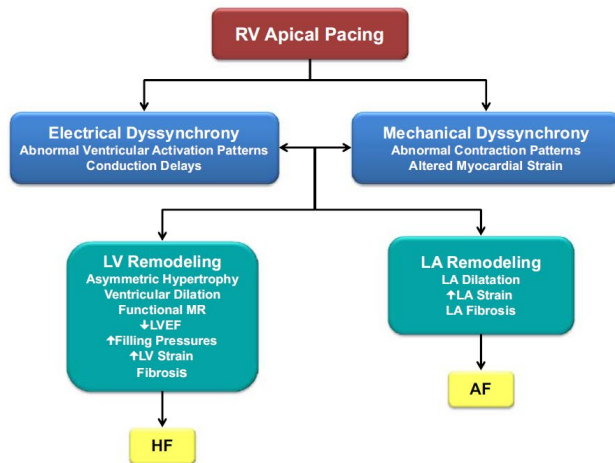 RV Apical Pacing
Electrical Dyssynchrony
Abnormal Ventricular Activation Patterns
Conduction Delays
Mechanical Dyssynchrony
Abnormal Contraction Patterns
Altered Myocardial Strain
LV Remodeling
Asymmetric Hypertrophy
Ventricular Dilation
Functional MR
↓LVEF
↑Filling Pressures
↑LV Strain
Fibrosis
LA Remodeling
LA Dilatation
↑LA Strain
LA Fibrosis
HF
AF